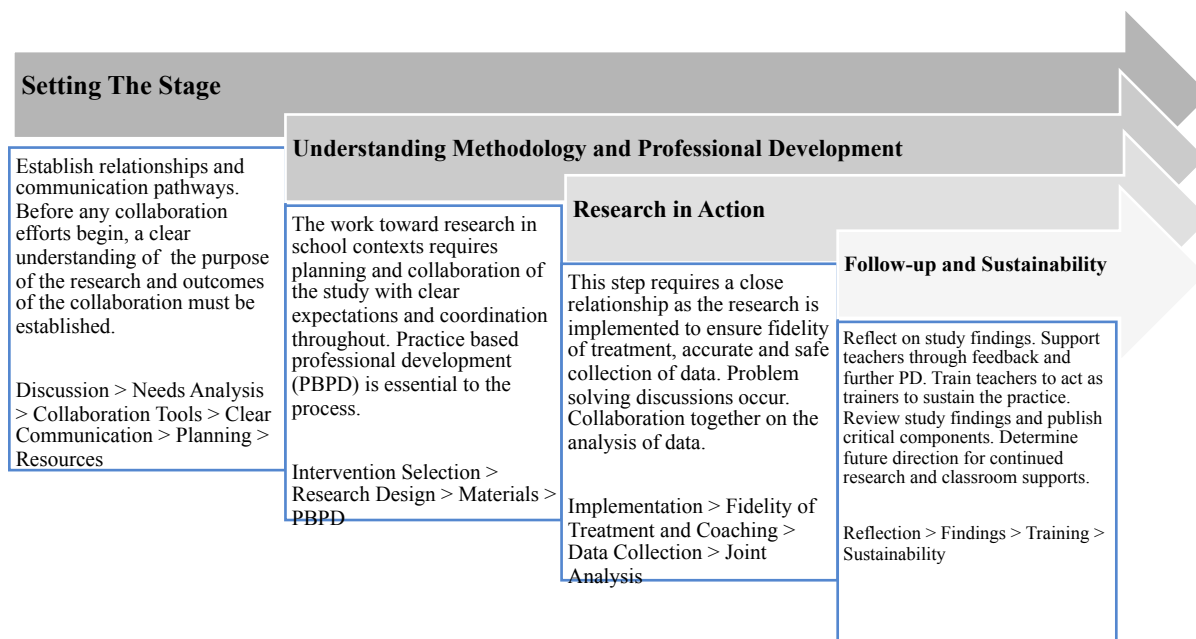 Setting The Stage
Establish relationships and
communication pathways.
Before any collaboration
efforts begin, a clear
understanding of the purpose
of the research and outcomes
of the collaboration must be
established.
Discussion > Needs Analysis
> Collaboration Tools > Clear
Communication > Planning >
Resources
Understanding Methodology and Professional Development
The work toward research in
school contexts requires
planning and collaboration of
the study with clear
expectations and coordination
throughout. Practice based
professional development
(PBPD) is essential to the
process.
Intervention Selection >
Research Design > Materials >
PBPD
Research in Action
This step requires a close
relationship as the research is
implemented to ensure fidelity
of treatment, accurate and safe
collection of data. Problem
solving discussions occur.
Collaboration together on the
analysis of data.
Implementation > Fidelity of
Treatment and Coaching >
Data Collection > Joint
Analysis
Follow-up and Sustainability
Reflect on study findings. Support
teachers through feedback and
further PD. Train teachers to act as
trainers to sustain the practice.
Review study findings and publish
critical components. Determine
future direction for continued
research and classroom supports.
Reflection > Findings > Training >
Sustainability